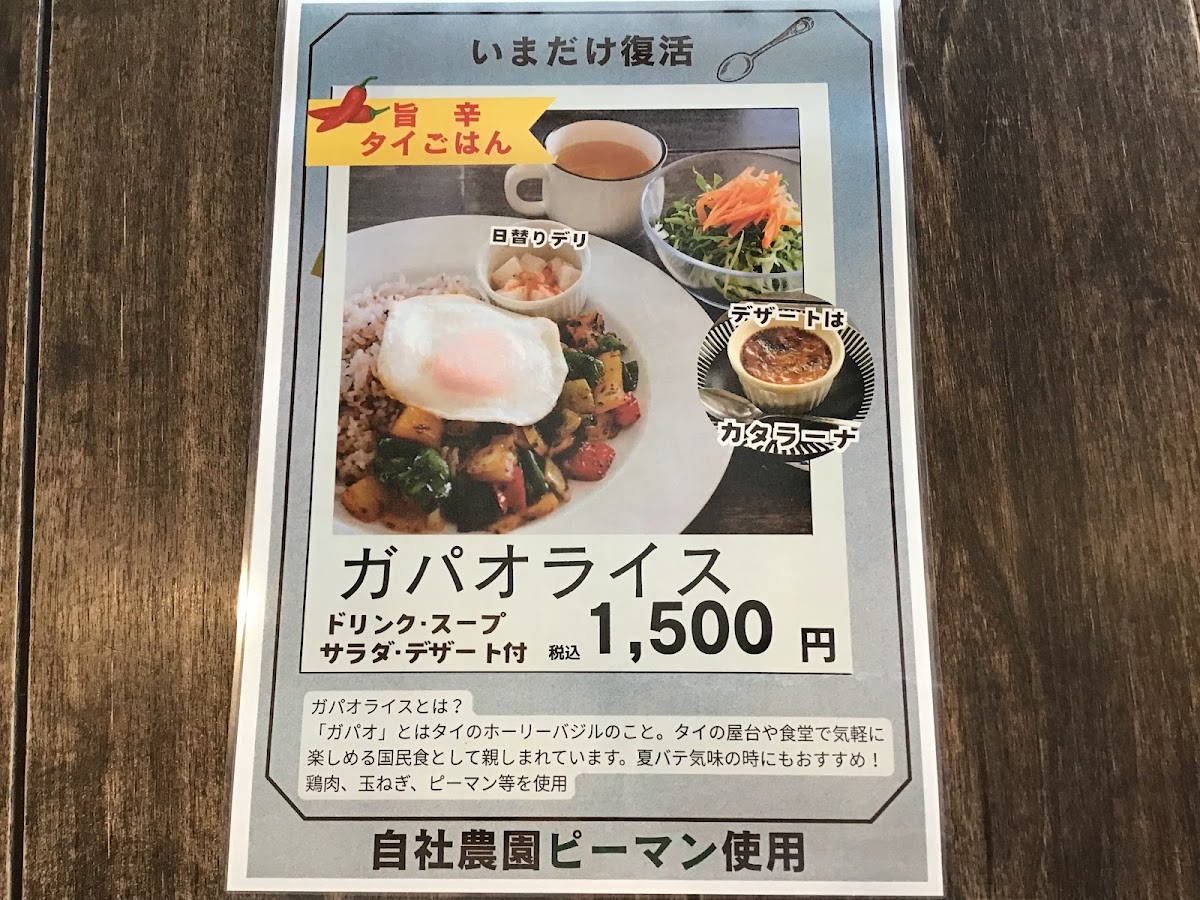 いまだけ復活
旨 辛
タイごはん
日替りデリ
デザートは
カタラーナ
ガパオライス
ドリンク・スープ
サラダ・デザート付 税込 1,500 円
ガパオライスとは？
「ガパオ」とはタイのホーリーバジルのこと。タイの屋台や食堂で気軽に
楽しめる国民食として親しまれています。夏バテ気味の時にもおすすめ！
鶏肉、玉ねぎ、ピーマン等を使用
自社農園ピーマン使用